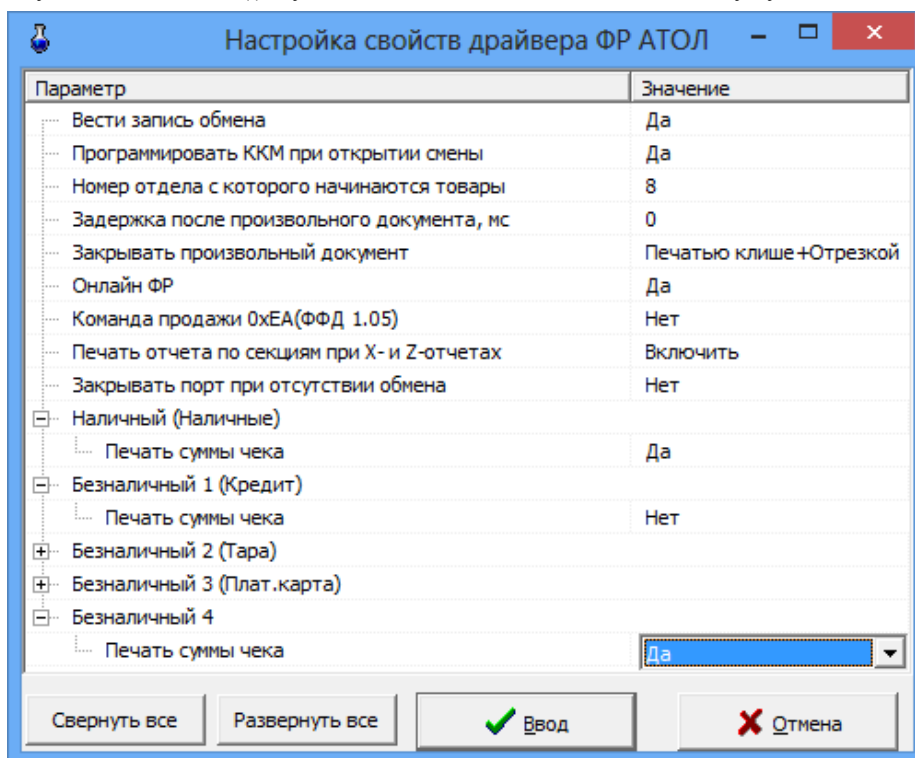 Настройка свойств драйвера ФР АТОЛ
Параметр Значение
Вести запись обмена Да
Программировать ККМ при открытии смены Да
Номер отдела с которого начинаются товары 8
Задержка после произвольного документа, мс 0
Закрывать произвольный документ Печатью клише+Отрезкой
Онлайн ФР Да
Команда продажи 0xEA(ФФД 1.05) Нет
Печать отчета по секциям при X- и Z-отчетах Включить
Закрывать порт при отсутствии обмена Нет
Наличный (Наличные)
Печать суммы чека Да
Безналичный 1 (Кредит)
Печать суммы чека Нет
Безналичный 2 (Тара)
Безналичный 3 (Плат.карта)
Безналичный 4
Печать суммы чека Да
Свернуть все Развернуть все Ввод Отмена